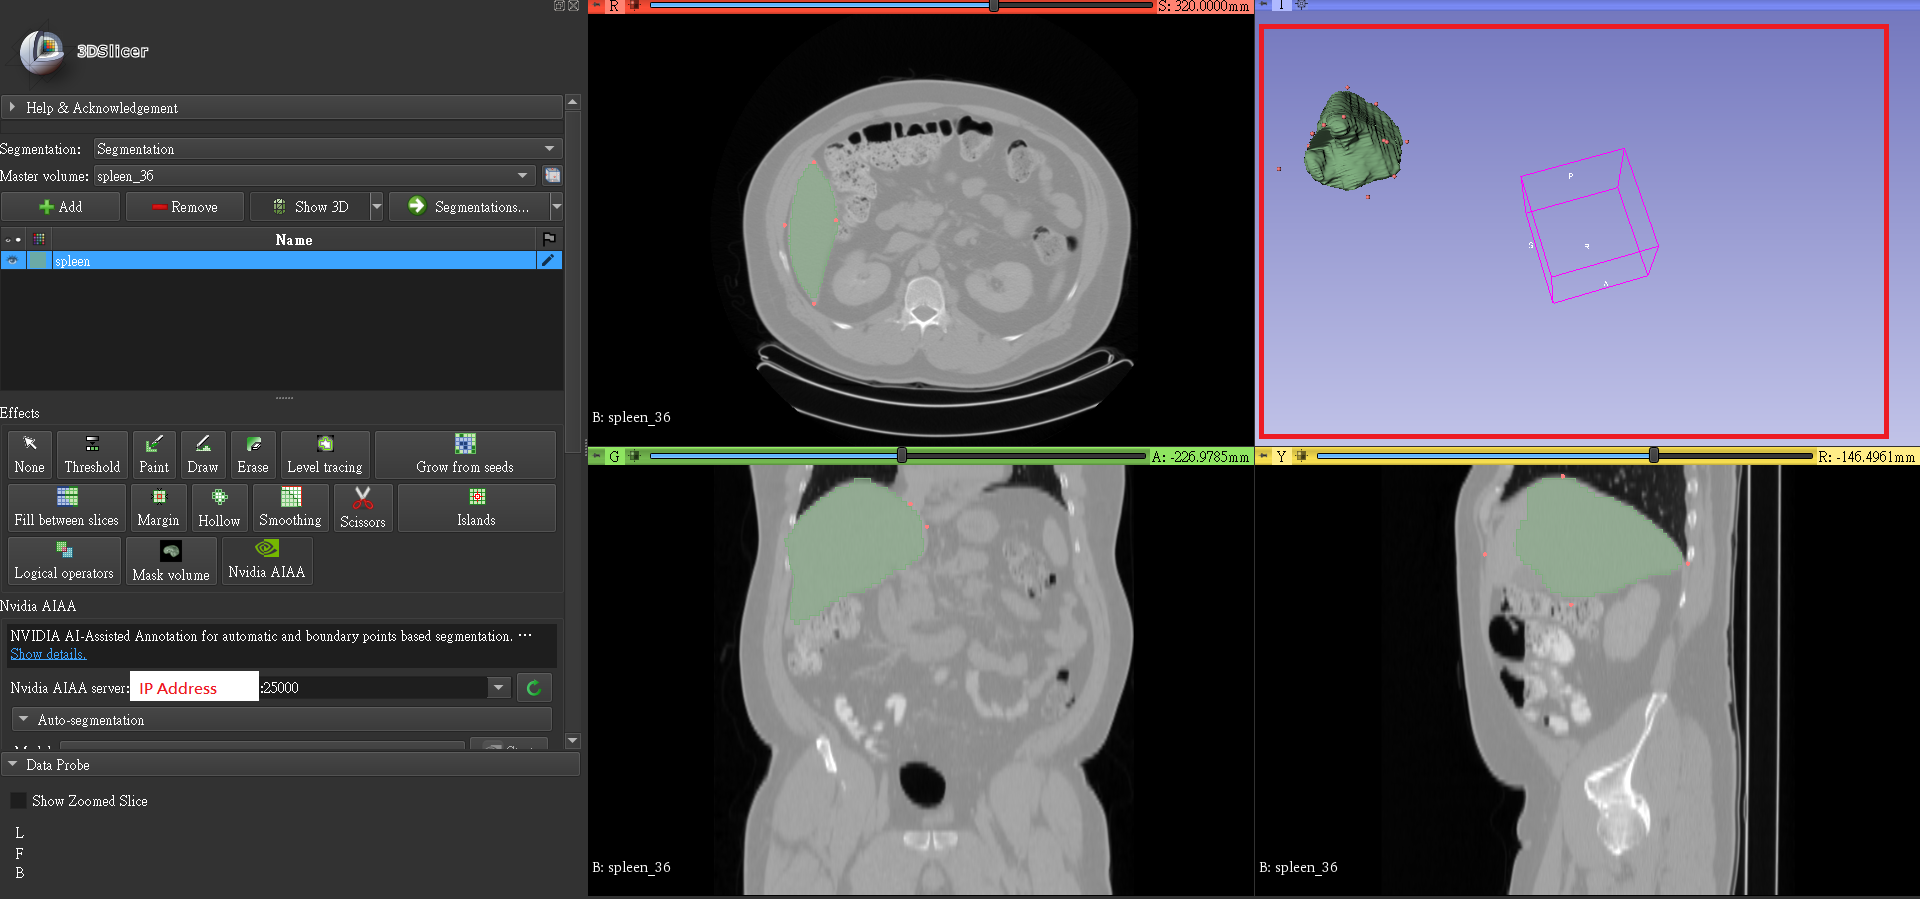 3DSlicer
Help & Acknowledgement
Segmentation: Segmentation
Master volume: spleen_36
Add Remove Show 3D Segmentations...
Name
spleen
Effects
None Threshold Paint Draw Erase Level tracing Grow from seeds
Fill between slices Margin Hollow Smoothing Scissors Islands
Logical operators Mask volume Nvidia AIAA
Nvidia AIAA
NVIDIA AI-Assisted Annotation for automatic and boundary points based segmentation. ...
Show details.
Nvidia AIAA server: IP Address :25000
Auto-segmentation
Data Probe
Show Zoomed Slice
L
F
B
R S: 320.0000mm
B: spleen_36
1
P
S R
A
G A: -226.9785mm
B: spleen_36
Y R: -146.4961mm
B: spleen_36